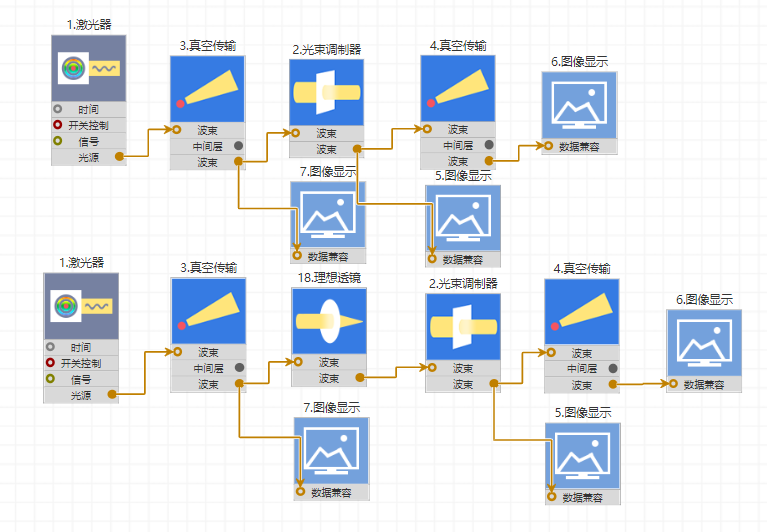 1.激光器
时间
开关控制
信号
光源
3.真空传输
波束
中间层
波束
2.光束调制器
波束
波束
4.真空传输
波束
中间层
波束
6.图像显示
数据兼容
7.图像显示
数据兼容
5.图像显示
数据兼容
1.激光器
时间
开关控制
信号
光源
3.真空传输
波束
中间层
波束
18.理想透镜
波束
波束
2.光束调制器
波束
波束
4.真空传输
波束
中间层
波束
6.图像显示
数据兼容
7.图像显示
数据兼容
5.图像显示
数据兼容